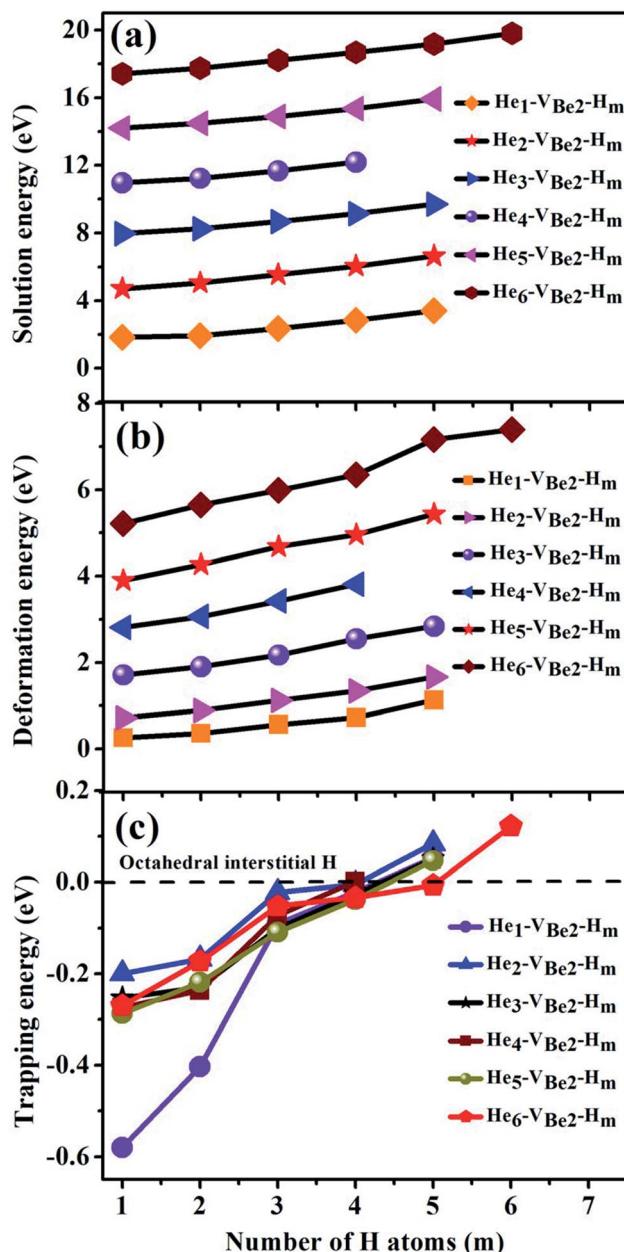 (a)
Solution energy (eV)
20
16
12
8
4
0
He1-VBe2-Hm
He2-VBe2-Hm
He3-VBe2-Hm
He4-VBe2-Hm
He5-VBe2-Hm
He6-VBe2-Hm
(b)
Deformation energy (eV)
8
6
4
2
0
He1-VBe2-Hm
He2-VBe2-Hm
He3-VBe2-Hm
He4-VBe2-Hm
He5-VBe2-Hm
He6-VBe2-Hm
(c)
Trapping energy (eV)
0.2
0.0
-0.2
-0.4
-0.6
Octahedral interstitial H
He1-VBe2-Hm
He2-VBe2-Hm
He3-VBe2-Hm
He4-VBe2-Hm
He5-VBe2-Hm
He6-VBe2-Hm
1 2 3 4 5 6 7
Number of H atoms (m)